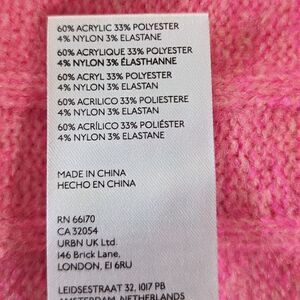 60% ACRYLIC 33% POLYESTER
4% NYLON 3% ELASTANE
60% ACRYLIQUE 33% POLYESTER
4% NYLON 3% ÉLASTHANNE
60% ACRYL 33% POLYESTER
4% NYLON 3% ELASTAN
60% ACRILICO 33% POLIESTERE
4% NYLON 3% ELASTAN
60% ACRÍLICO 33% POLIÉSTER
4% NYLON 3% ELASTANE
MADE IN CHINA
HECHO EN CHINA
RN 66170
CA 32054
URBN UK Ltd.
146 Brick Lane,
LONDON, E1 6RU
LEIDSESTRAAT 32, 1017 PB
AMSTERDAM, NETHERLANDS